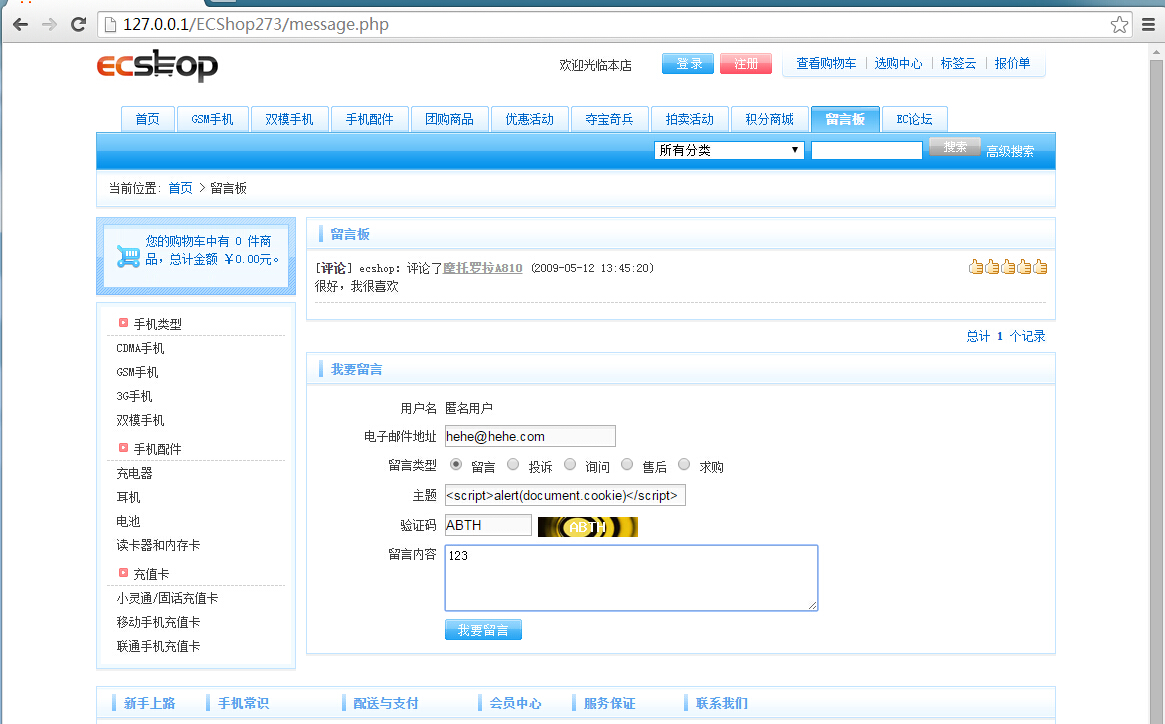 127.0.0.1/ECShop273/message.php
ecshop
欢迎光临本店 登录 注册 查看购物车 选购中心 标签云 报价单
首页 GSM手机 双模手机 手机配件 团购商品 优惠活动 夺宝奇兵 拍卖活动 积分商城 留言板 EC论坛
所有分类 搜索 高级搜索
当前位置: 首页 > 留言板
您的购物车中有 0 件商
品，总计金额 ￥0.00元。
手机类型
CDMA手机
GSM手机
3G手机
双模手机
手机配件
充电器
耳机
电池
读卡器和内存卡
充值卡
小灵通/固话充值卡
移动手机充值卡
联通手机充值卡
留言板
[评论] ecshop: 评论了摩托罗拉A810 (2009-05-12 13:45:20)
很好，我很喜欢
总计 1 个记录
我要留言
用户名 匿名用户
电子邮件地址 hehe@hehe.com
留言类型 留言 投诉 询问 售后 求购
主题 <script>alert(document.cookie)</script>
验证码 ABTH ABTH
留言内容 123
我要留言
新手上路 手机常识 配送与支付 会员中心 服务保证 联系我们